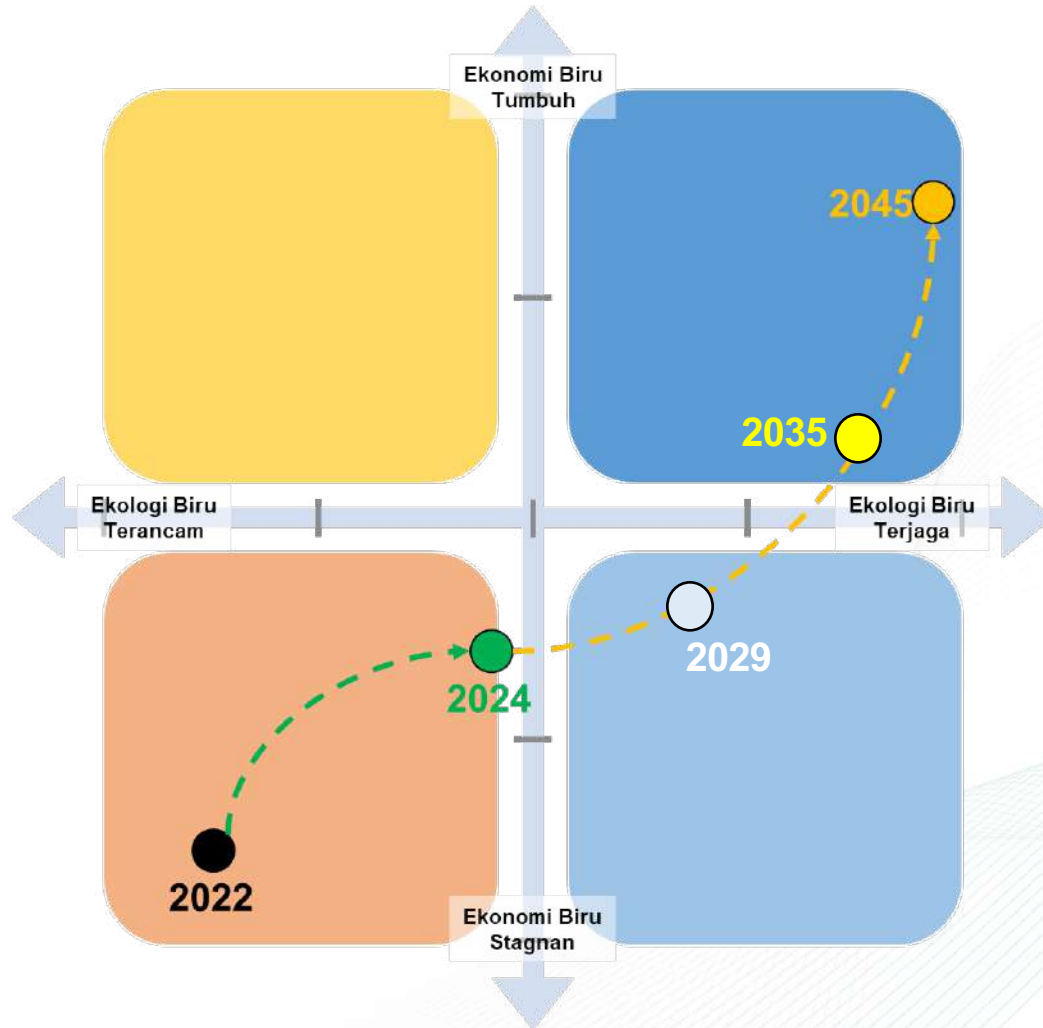 Ekonomi Biru
Tumbuh
2045
2035
Ekologi Biru
Terancam
Ekologi Biru
Terjaga
2029
2024
2022
Ekonomi Biru
Stagnan